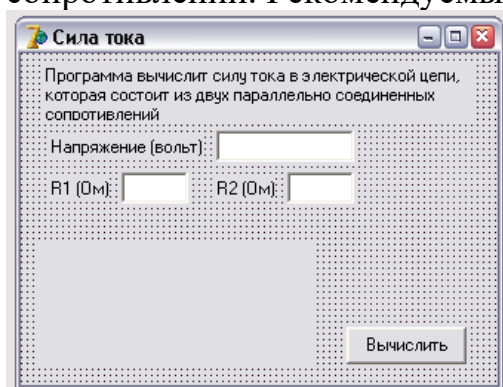 Сила тока
Программа вычислит силу тока в электрической цепи,
которая состоит из двух параллельно соединенных
сопротивлений
Напряжение (вольт):
R1 (Ом): R2 (Ом):
Вычислить